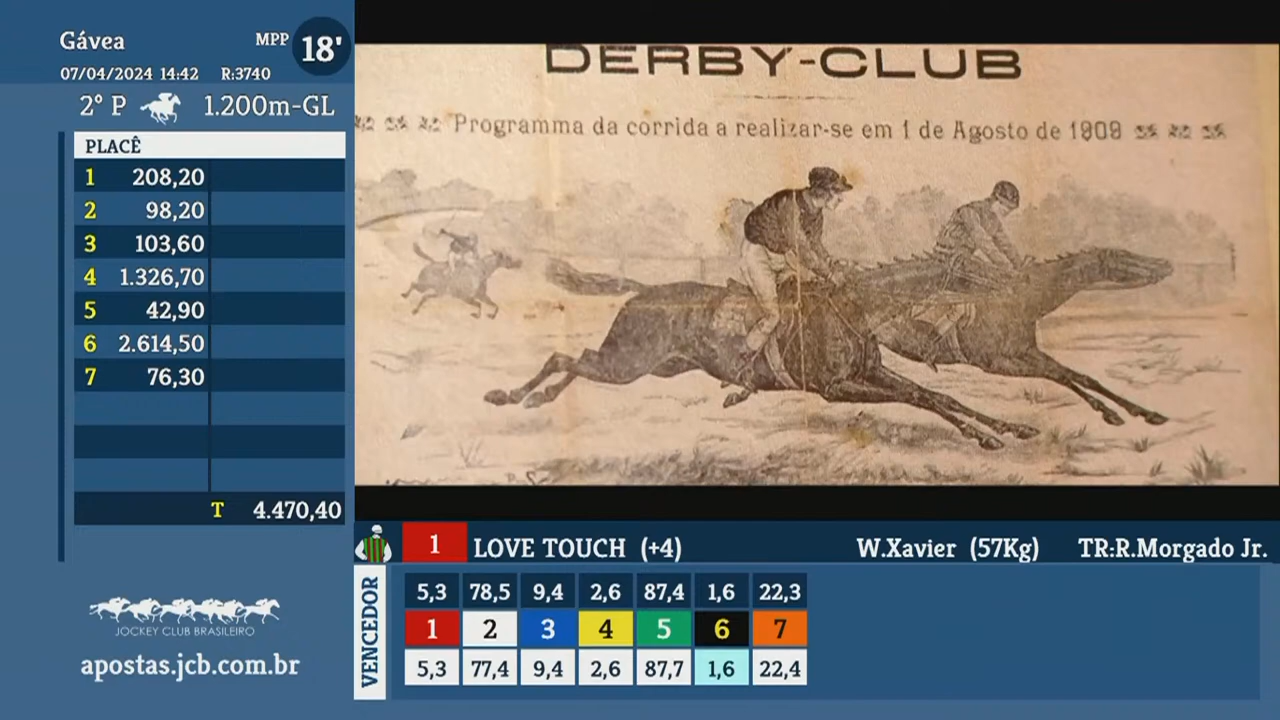 Gávea
MPP 18'
07/04/2024 14:42 R:3740
2° P 1.200m-GL
PLACÊ
1 208,20
2 98,20
3 103,60
4 1.326,70
5 42,90
6 2.614,50
7 76,30
T 4.470,40
JOCKEY CLUB BRASILEIRO
apostas.jcb.com.br
DERBY-CLUB
Programma da corrida a realizar-se em 1 de Agosto de 1909
1 LOVE TOUCH (+4) W.Xavier (57Kg) TR:R.Morgado Jr.
VENCEDOR
5,3 78,5 9,4 2,6 87,4 1,6 22,3
1 2 3 4 5 6 7
5,3 77,4 9,4 2,6 87,7 1,6 22,4